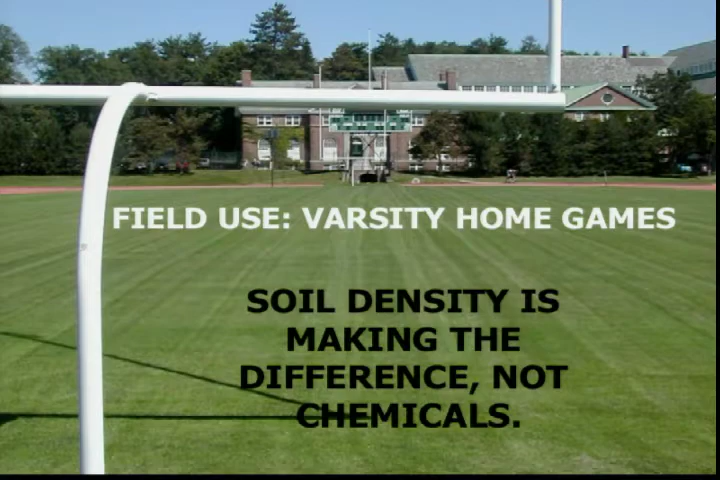 FIELD USE: VARSITY HOME GAMES
SOIL DENSITY IS
MAKING THE
DIFFERENCE, NOT
CHEMICALS.